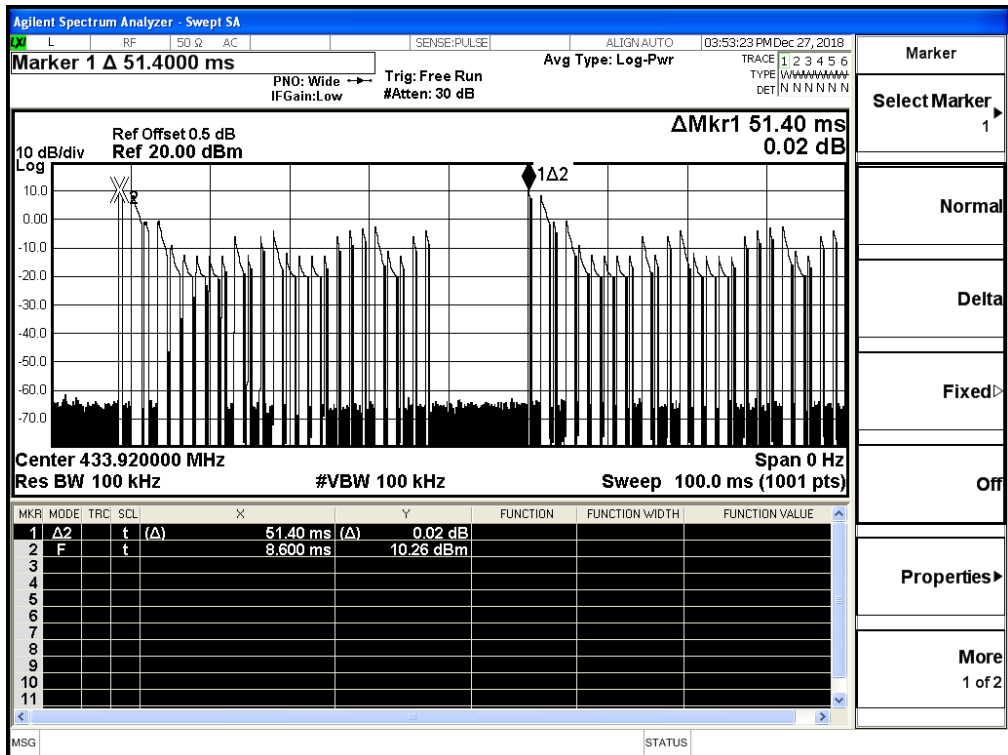 Agilent Spectrum Analyzer - Swept SA
LXI L RF 50 Ω AC SENSE:PULSE ALIGN AUTO 03:53:23 PM Dec 27, 2018
Marker 1 Δ 51.4000 ms
PNO: Wide
IFGain:Low
Trig: Free Run
#Atten: 30 dB
Avg Type: Log-Pwr
TRACE 1 2 3 4 5 6
TYPE
DET N N N N N N
Ref Offset 0.5 dB
10 dB/div Ref 20.00 dBm
Log
ΔMkr1 51.40 ms
0.02 dB
10.0
0.00
-10.0
-20.0
-30.0
-40.0
-50.0
-60.0
-70.0
2
1Δ2
Center 433.920000 MHz Span 0 Hz
Res BW 100 kHz #VBW 100 kHz Sweep 100.0 ms (1001 pts)
MKR MODE TRC SCL X Y FUNCTION FUNCTION WIDTH FUNCTION VALUE
1 Δ2 t (Δ) 51.40 ms (Δ) 0.02 dB
2 F t 8.600 ms 10.26 dBm
3
4
5
6
7
8
9
10
11
MSG STATUS
Marker
Select Marker
1
Normal
Delta
Fixed
Off
Properties
More
1 of 2